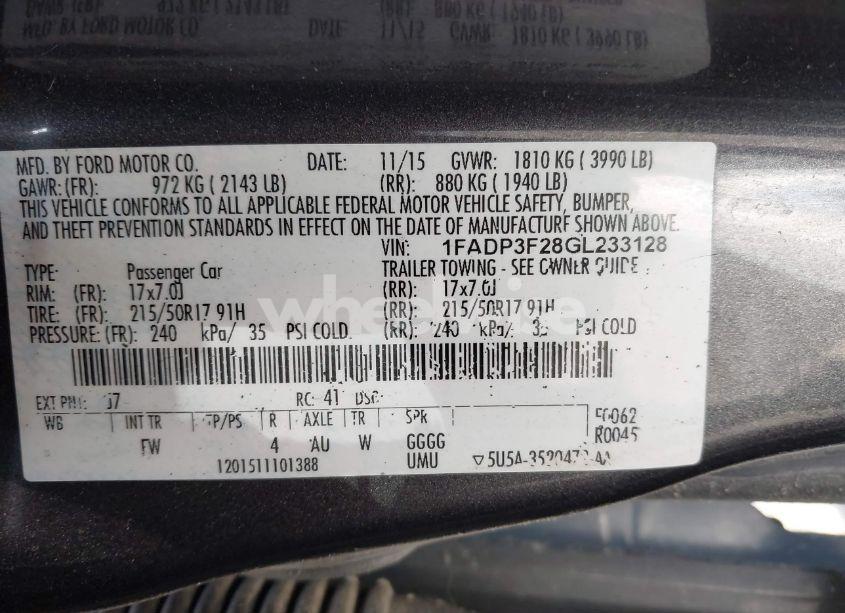 MFD. BY FORD MOTOR CO. DATE: 11/15 GVWR: 1810 KG ( 3990 LB)
GAWR: (FR): 972 KG ( 2143 LB) (RR): 880 KG ( 1940 LB)
THIS VEHICLE CONFORMS TO ALL APPLICABLE FEDERAL MOTOR VEHICLE SAFETY, BUMPER,
AND THEFT PREVENTION STANDARDS IN EFFECT ON THE DATE OF MANUFACTURE SHOWN ABOVE.
VIN: 1FADP3F28GL233128
TYPE: Passenger Car TRAILER TOWING - SEE OWNER GUIDE
RIM: (FR): 17x7.0J (RR): 17x7.0J
TIRE: (FR): 215/50R17 91H (RR): 215/50R17 91H
PRESSURE: (FR): 240 kPa/ 35 PSI COLD (RR): 240 kPa/ PSI COLD
EXT PNT: RC: 41 DSO:
WB INT TR TP/PS R AXLE TR SPR
FW 4 AU W GGGG R0045
1201511101388 UMU